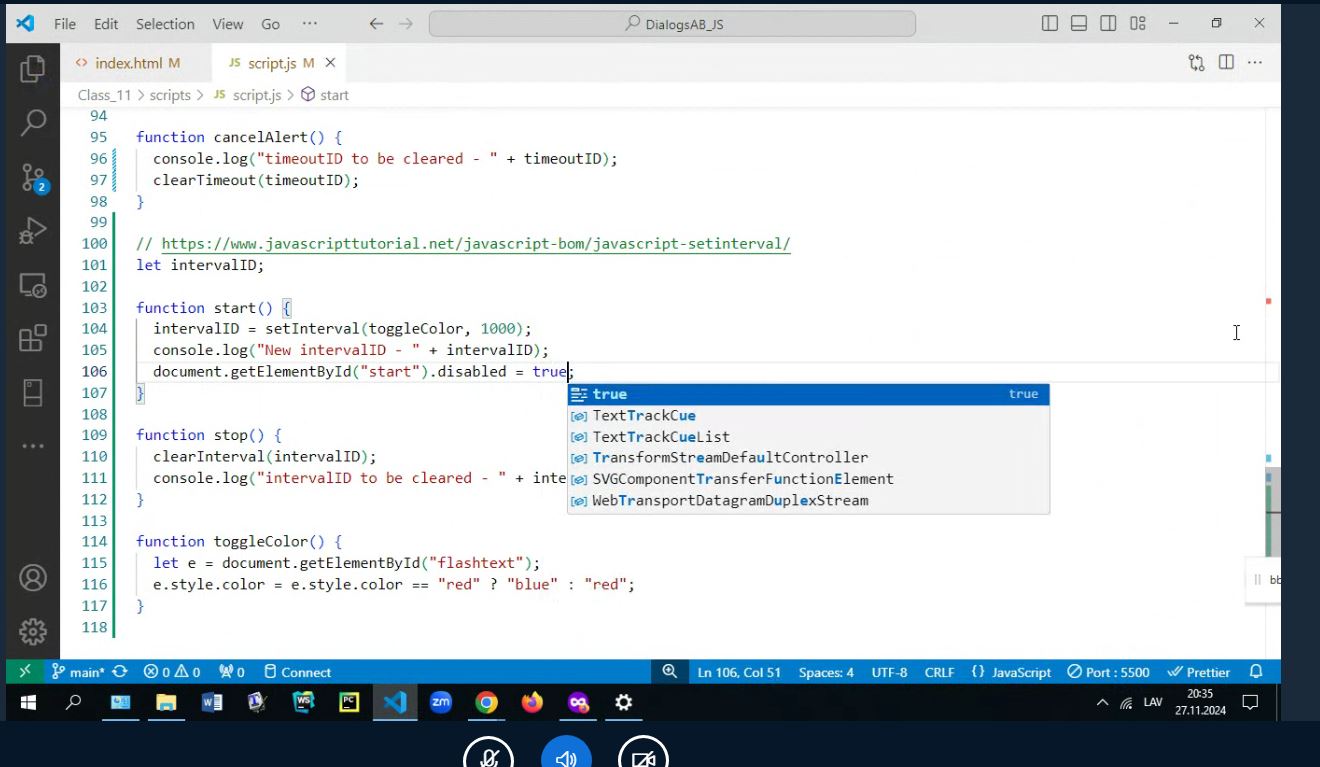 File Edit Selection View Go ··· DialogsAB_JS
<> index.html M JS script.js M
Class_11 > scripts > JS script.js > start
94
95 function cancelAlert() {
96 console.log("timeoutID to be cleared - " + timeoutID);
97 clearTimeout(timeoutID);
98 }
99
100 // https://www.javascripttutorial.net/javascript-bom/javascript-setinterval/
101 let intervalID;
102
103 function start() {
104 intervalID = setInterval(toggleColor, 1000);
105 console.log("New intervalID - " + intervalID);
106 document.getElementById("start").disabled = true;
107 }
true true
108
TextTrackCue
109 function stop() {
TextTrackCueList
110 clearInterval(intervalID);
TransformStreamDefaultController
111 console.log("intervalID to be cleared - " + inte
SVGComponentTransferFunctionElement
112 }
WebTransportDatagramDuplexStream
113
114 function toggleColor() {
115 let e = document.getElementById("flashtext");
116 e.style.color = e.style.color == "red" ? "blue" : "red";
117 }
118
2
main* 0 0 0 Connect Ln 106, Col 51 Spaces: 4 UTF-8 CRLF {} JavaScript Port : 5500 Prettier
W WS PC zm LAV 20:35
27.11.2024